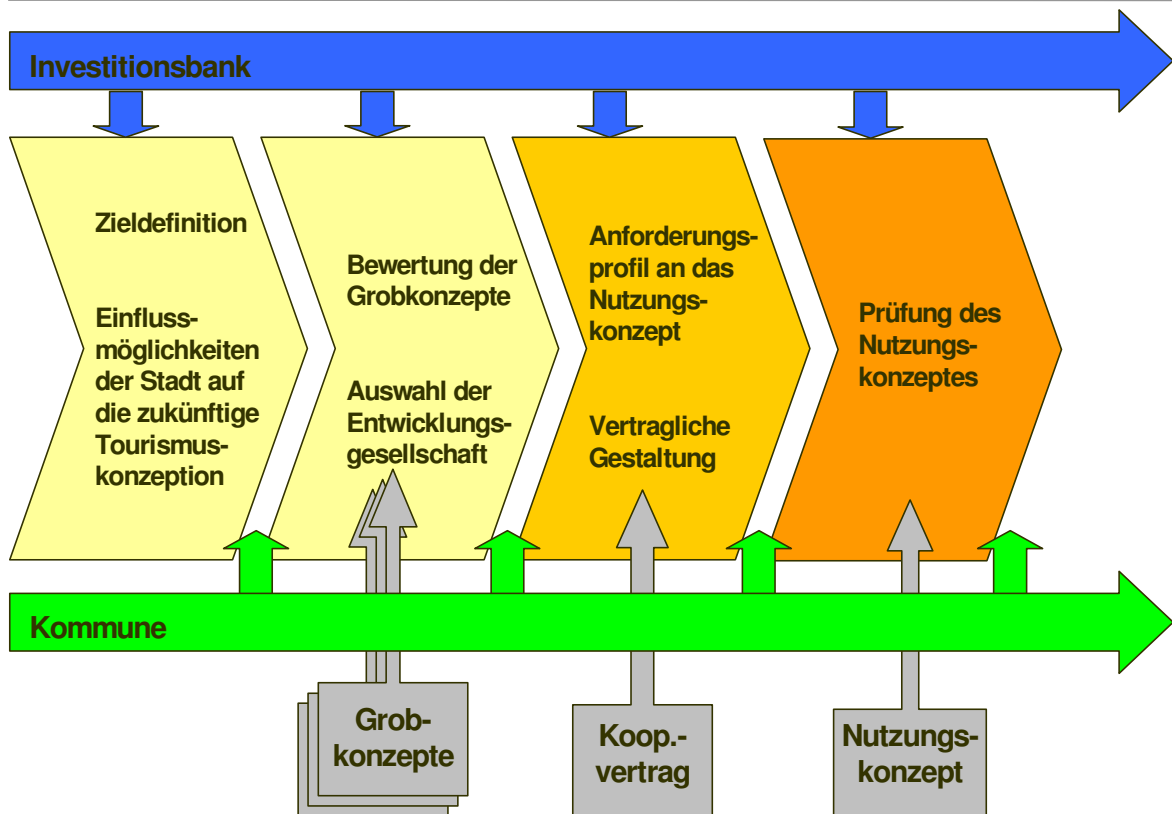 Investitionsbank
Zieldefinition
Einfluss-
möglichkeiten
der Stadt auf
die zukünftige
Tourismus-
konzeption
Bewertung der
Grobkonzepte
Auswahl der
Entwicklungs-
gesellschaft
Anforderungs-
profil an das
Nutzungs-
konzept
Vertragliche
Gestaltung
Prüfung des
Nutzungs-
konzeptes
Kommune
Grob-
konzepte
Koop.-
vertrag
Nutzungs-
konzept